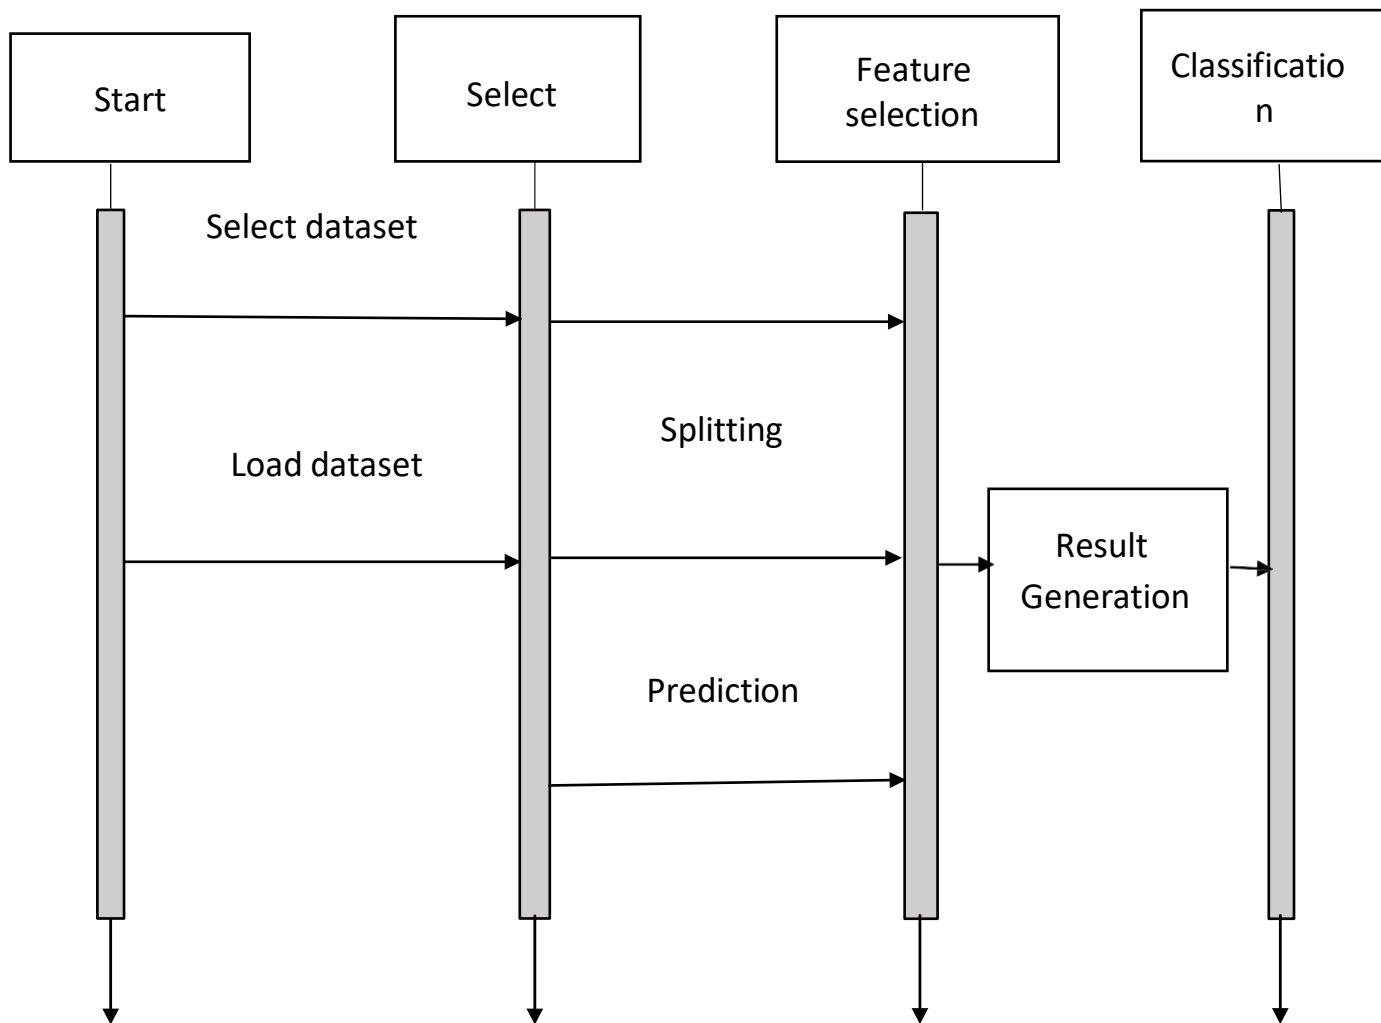 Start
Select
Feature
selection
Classificatio
n
Select dataset
Splitting
Load dataset
Result
Generation
Prediction